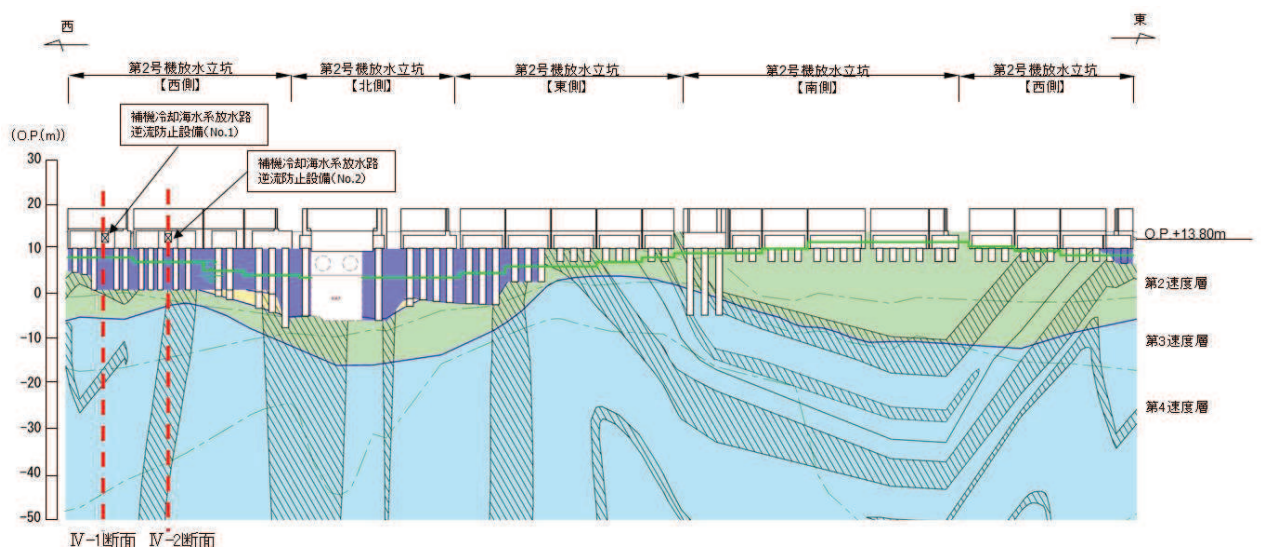 西
東
第2号機放水立坑
【西側】
第2号機放水立坑
【北側】
第2号機放水立坑
【東側】
第2号機放水立坑
【南側】
第2号機放水立坑
【西側】
補機冷却海水系放水路
逆流防止設備(No.1)
補機冷却海水系放水路
逆流防止設備(No.2)
(O.P.(m))
30
20
10
0
-10
-20
-30
-40
-50
O.P.+13.80m
第2速度層
第3速度層
第4速度層
Ⅳ-1断面
Ⅳ-2断面